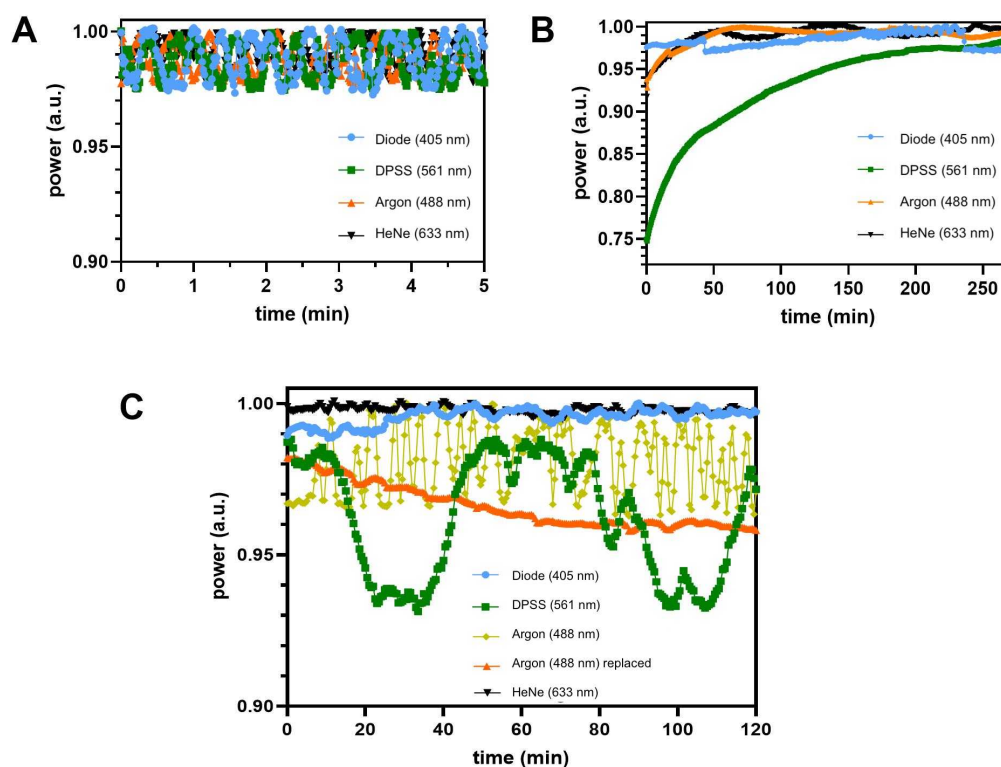 A
power (a.u.)
1.00
0.95
0.90
Diode (405 nm)
DPSS (561 nm)
Argon (488 nm)
HeNe (633 nm)
0 1 2 3 4 5
time (min)
B
power (a.u.)
1.00
0.95
0.90
0.85
0.80
0.75
Diode (405 nm)
DPSS (561 nm)
Argon (488 nm)
HeNe (633 nm)
0 50 100 150 200 250
time (min)
C
power (a.u.)
1.00
0.95
0.90
Diode (405 nm)
DPSS (561 nm)
Argon (488 nm)
Argon (488 nm) replaced
HeNe (633 nm)
0 20 40 60 80 100 120
time (min)